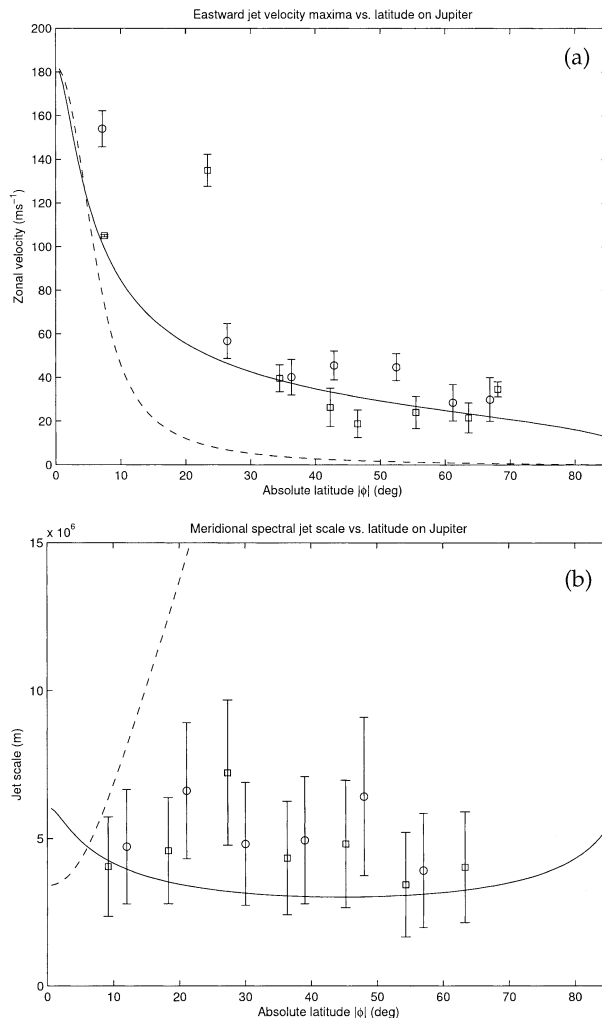 Eastward jet velocity maxima vs. latitude on Jupiter
200
(a)
180
160
140
120
100
80
60
40
20
0
Zonal velocity (ms⁻¹)
0 10 20 30 40 50 60 70 80
Absolute latitude |ϕ| (deg)
Meridional spectral jet scale vs. latitude on Jupiter
x 10⁶
15
(b)
10
5
0
Jet scale (m)
0 10 20 30 40 50 60 70 80
Absolute latitude |ϕ| (deg)